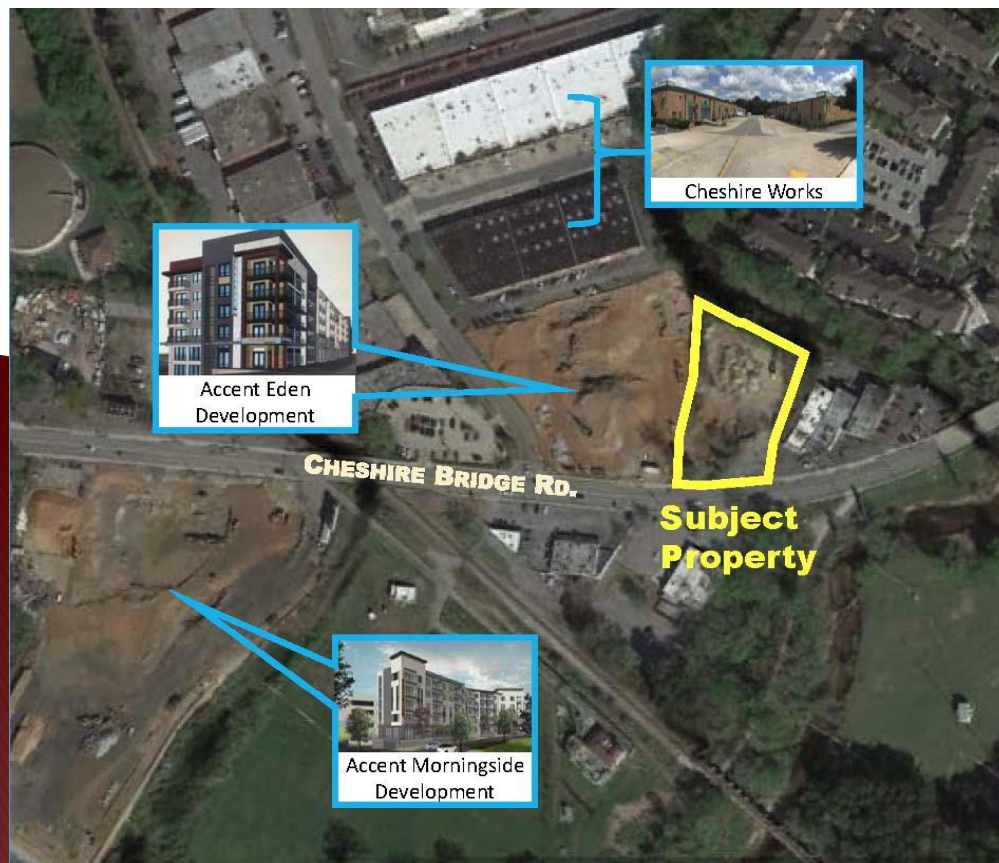 Cheshire Works
Accent Eden
Development
CHESHIRE BRIDGE RD.
Subject
Property
Accent Morningside
Development